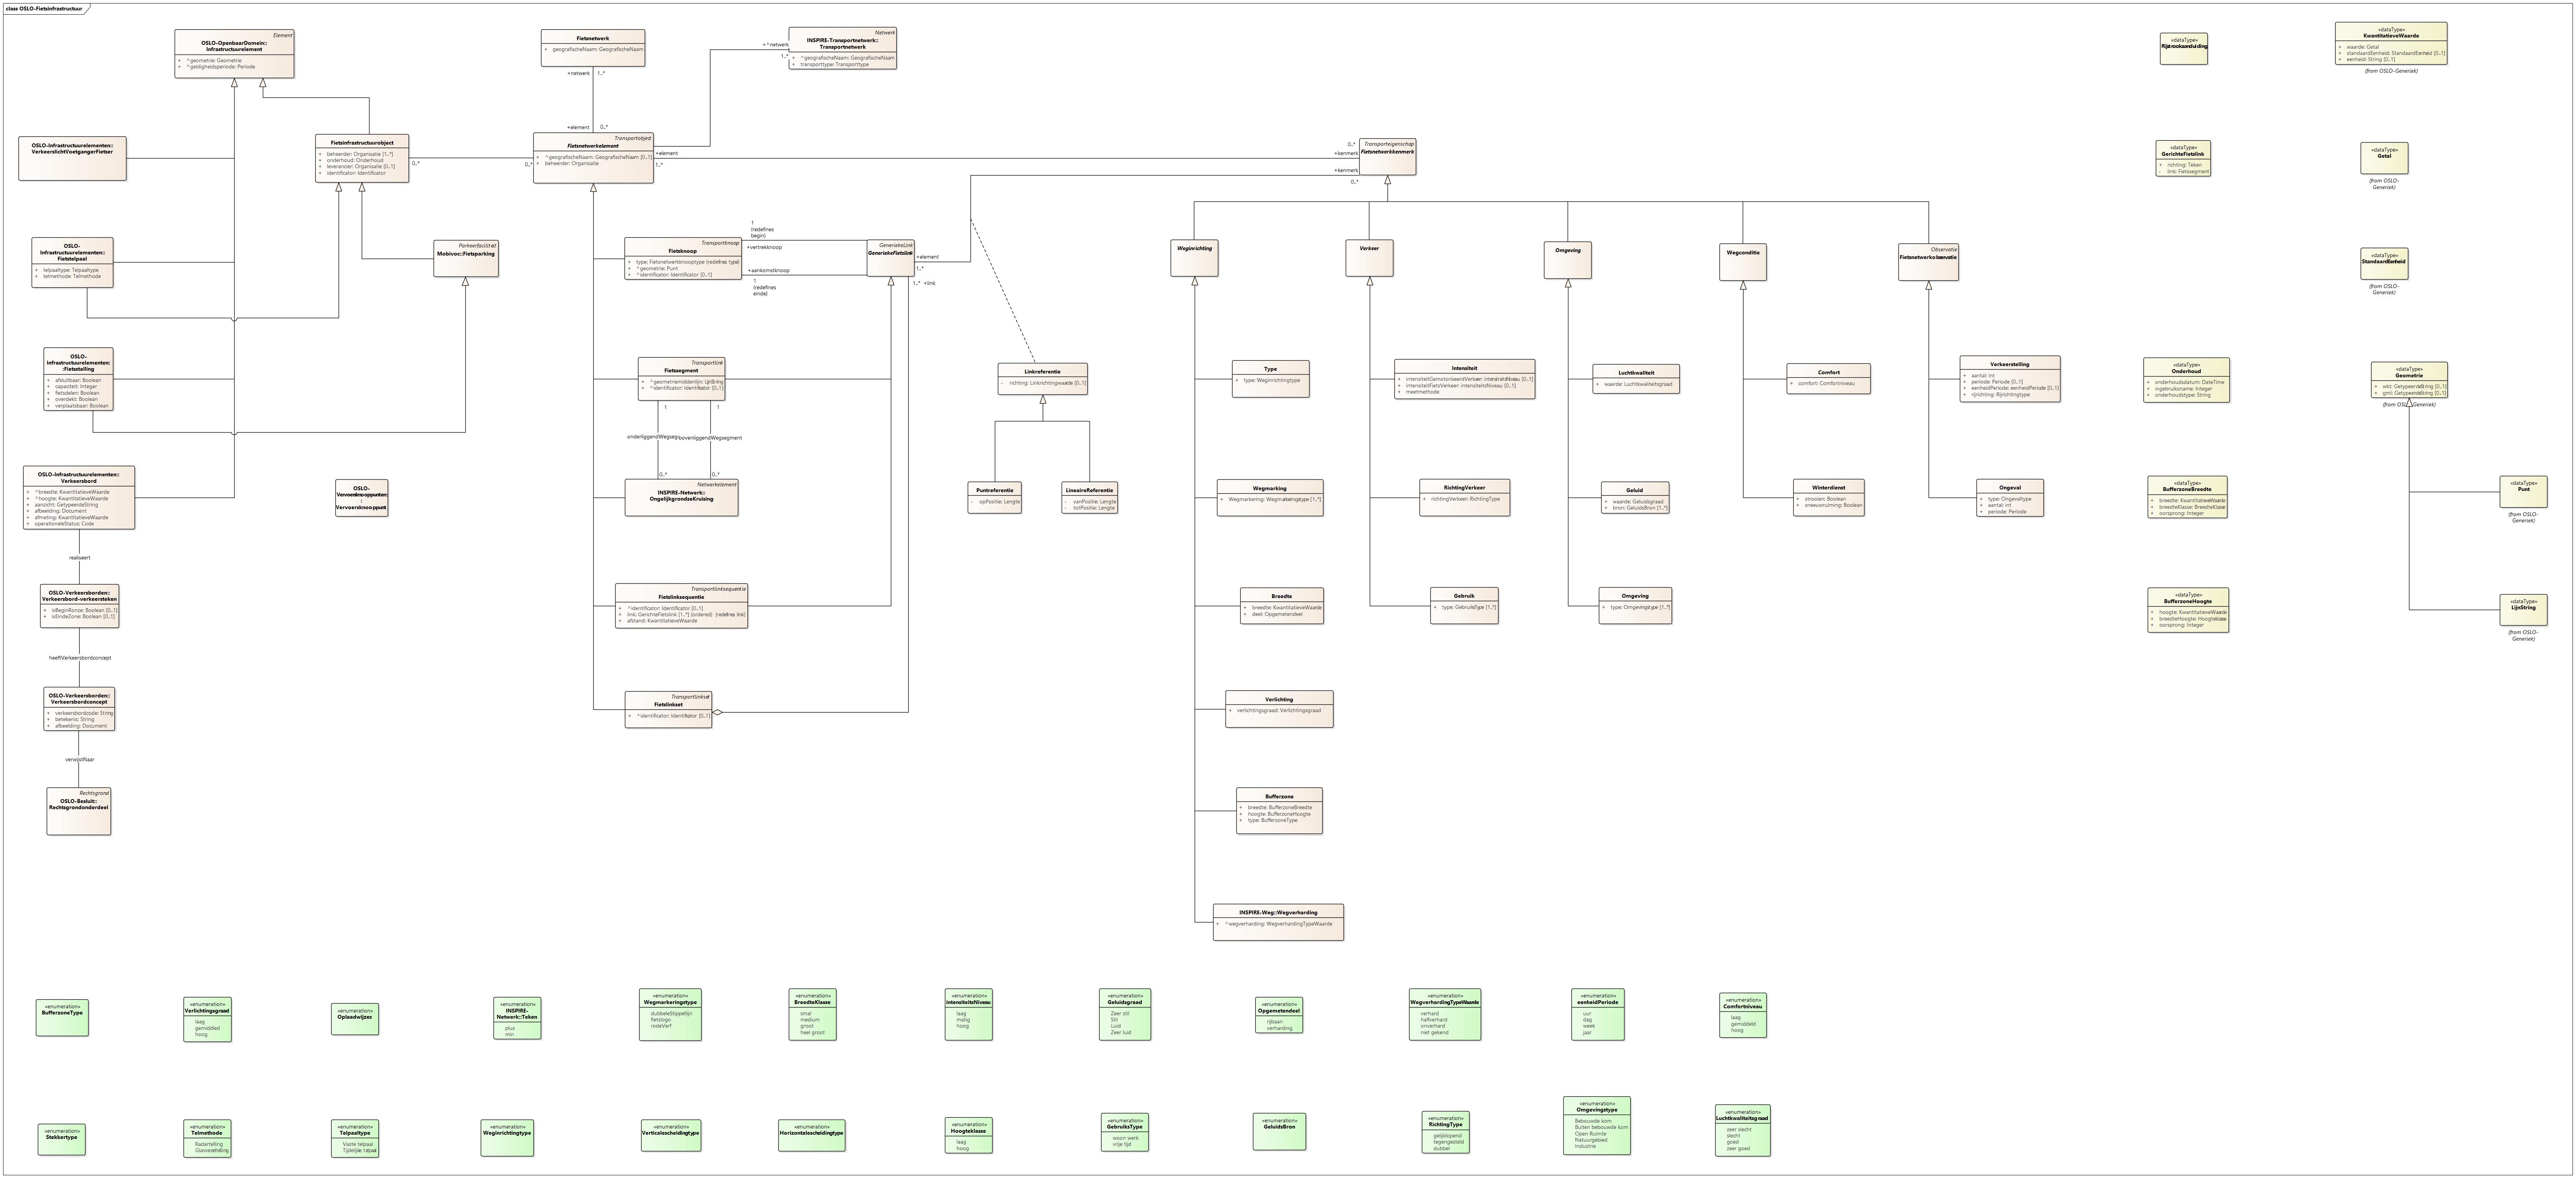 class OSLO-Fietsinfrastructuur
Element
OSLO-OpenbaarDomein::
Infrastructuurelement
+ ^geometrie: Geometrie
+ ^geldigheidsperiode: Periode
Fietsnetwerk
+ geografischeNaam: GeografischeNaam
+netwerk 1..*
+element 0..*
Netwerk
INSPIRE-Transportnetwerk::
Transportnetwerk
+ ^geografischeNaam: GeografischeNaam
+ transporttype: Transporttype
+^netwerk
1..*
«dataType»
Rijstrookaanduiding
«dataType»
KwantitatieveWaarde
+ waarde: Getal
+ standaardEenheid: StandaardEenheid [0..1]
+ eenheid: String [0..1]
(from OSLO-Generiek)
OSLO-Infrastructuurelementen::
VerkeerslichtVoetgangerFietser
Fietsinfrastructuurobject
+ beheerder: Organisatie [1..*]
+ onderhoud: Onderhoud
+ leverancier: Organisatie [0..1]
+ identificator: Identificator
0..*
0..*
Transportobject
Fietsnetwerkelement
+ ^geografischeNaam: GeografischeNaam [0..1]
+ beheerder: Organisatie
+element
1..*
0..*
+kenmerk
+kenmerk
0..*
Transporteigenschap
Fietsnetwerkkenmerk
«dataType»
GerichteFietslink
+ richting: Teken
- link: Fietssegment
«dataType»
Getal
(from OSLO-
Generiek)
OSLO-
Infrastructuurelementen::
Fietstelpaal
+ telpaaltype: Telpaaltype
+ telmethode: Telmethode
Parkeerfaciliteit
Mobivoc::Fietsparking
Transportknoop
Fietsknoop
+ type: Fietsnetwerkknooptype {redefines type}
+ ^geometrie: Punt
+ ^identificator: Identificator [0..1]
1
{redefines
begin}
+vertrekknoop
+aankomstknoop
1
{redefines
einde}
GeneriekeLink
GeneriekeFietslink
+element
1..*
1..* +link
Weginrichting
Verkeer
Omgeving
Wegconditie
Observatie
Fietsnetwerkobservatie
«dataType»
StandaardEenheid
(from OSLO-
Generiek)
OSLO-
Infrastructuurelementen:
:Fietsstalling
+ afsluitbaar: Boolean
+ capaciteit: Integer
+ fietsdelen: Boolean
+ overdekt: Boolean
+ verplaatsbaar: Boolean
Transportlink
Fietssegment
+ ^geometriemiddenlijn: LijnString
+ ^identificator: Identificator [0..1]
1
1
onderliggendWegseg
bovenliggendWegsegment
0..*
0..*
Linkreferentie
- richting: Linkrichtingwaarde [0..1]
Type
+ type: Weginrichtingtype
Intensiteit
+ intensiteitGemotoriseerdVerkeer: intensiteitsNiveau [0..1]
+ intensiteitFietsVerkeer: intensiteitsNiveau [0..1]
+ meetmethode
Luchtkwaliteit
+ waarde: Luchtkwaliteitsgraad
Comfort
+ comfort: Comfortniveau
Verkeerstelling
+ aantal: int
+ periode: Periode [0..1]
+ eenheidPeriode: eenheidPeriode [0..1]
+ rijrichting: Rijrichtingtype
«dataType»
Onderhoud
+ onderhoudsdatum: DateTime
+ ingebruikname: Integer
+ onderhoudstype: String
«dataType»
Geometrie
+ wkt: GetypeerdeString [0..1]
+ gml: GetypeerdeString [0..1]
(from OSLO-Generiek)
OSLO-Infrastructuurelementen::
Verkeersbord
+ ^breedte: KwantitatieveWaarde
+ ^hoogte: KwantitatieveWaarde
+ aanzicht: GetypeerdeString
+ afbeelding: Document
+ afmeting: KwantitatieveWaarde
+ operationeleStatus: Code
OSLO-
Vervoersknooppunten:
:
Vervoersknooppunt
Netwerkelement
INSPIRE-Netwerk::
OngelijkgrondseKruising
Puntreferentie
- opPositie: Lengte
LineaireReferentie
- vanPositie: Lengte
- totPositie: Lengte
Wegmarking
+ Wegmarkering: Wegmarkeringstype [1..*]
RichtingVerkeer
+ richtingVerkeer: RichtingType
Geluid
+ waarde: Geluidsgraad
+ bron: GeluidsBron [1..*]
Winterdienst
+ strooien: Boolean
+ sneeuwruiming: Boolean
Ongeval
+ type: Ongevaltype
+ aantal: int
+ periode: Periode
«dataType»
BufferzoneBreedte
+ breedte: KwantitatieveWaarde
+ breedteKlasse: BreedteKlasse
+ oorsprong: Integer
«dataType»
Punt
(from OSLO-
Generiek)
realiseert
OSLO-Verkeersborden::
Verkeersbord-verkeersteken
+ isBeginRonze: Boolean [0..1]
+ isEindeZone: Boolean [0..1]
Transportlinksequentie
Fietslinksequentie
+ ^identificator: Identificator [0..1]
+ link: GerichteFietslink [1..*] {ordered} {redefines link}
+ afstand: KwantitatieveWaarde
Breedte
+ breedte: KwantitatieveWaarde
+ deel: Opgemetendeel
Gebruik
+ type: GebruiksType [1..*]
Omgeving
+ type: Omgevingstype [1..*]
«dataType»
BufferzoneHoogte
+ hoogte: KwantitatieveWaarde
+ breedteHoogte: Hoogteklasse
+ oorsprong: Integer
«dataType»
LijnString
(from OSLO-
Generiek)
heeftVerkeersbordconcept
OSLO-Verkeersborden::
Verkeersbordconcept
+ verkeersbordcode: String
+ betekenis: String
+ afbeelding: Document
Transportlinkset
Fietslinkset
+ ^identificator: Identificator [0..1]
Verlichting
+ verlichtingsgraad: Verlichtingsgraad
verwijstNaar
Rechtsgrond
OSLO-Besluit::
Rechtsgrondonderdeel
Bufferzone
+ breedte: BufferzoneBreedte
+ hoogte: BufferzoneHoogte
+ type: BufferzoneType
INSPIRE-Weg::Wegverharding
+ ^wegverharding: WegverhardingTypeWaarde
«enumeration»
BufferzoneType
«enumeration»
Verlichtingsgraad
laag
gemiddled
hoog
«enumeration»
Oplaadwijzes
«enumeration»
INSPIRE-
Netwerk::Teken
plus
min
«enumeration»
Wegmarkeringstype
dubbeleStippellijn
fietslogo
rodeVerf
«enumeration»
BreedteKlasse
smal
medium
groot
heel groot
«enumeration»
intensiteitsNiveau
laag
matig
hoog
«enumeration»
Geluidsgraad
Zeer stil
Stil
Luid
Zeer luid
«enumeration»
Opgemetendeel
rijbaan
verharding
«enumeration»
WegverhardingTypeWaarde
verhard
halfverhard
onverhard
niet gekend
«enumeration»
eenheidPeriode
uur
dag
week
jaar
«enumeration»
Comfortniveau
laag
gemiddeld
hoog
«enumeration»
Stekkertype
«enumeration»
Telmethode
Radartelling
Glasvezeltelling
«enumeration»
Telpaaltype
Vaste telpaal
Tijdelijke telpaal
«enumeration»
Weginrichtingtype
«enumeration»
Verticalescheidingtype
«enumeration»
Horizontalescheidingtype
«enumeration»
Hoogteklasse
laag
hoog
«enumeration»
GebruiksType
woon werk
vrije tijd
«enumeration»
GeluidsBron
«enumeration»
RichtingType
gelijklopend
tegengesteld
dubbel
«enumeration»
Omgevingstype
Bebouwde kom
Buiten bebouwde kom
Open Ruimte
Natuurgebied
Industrie
«enumeration»
Luchtkwaliteitsgraad
zeer slecht
slecht
goed
zeer goed